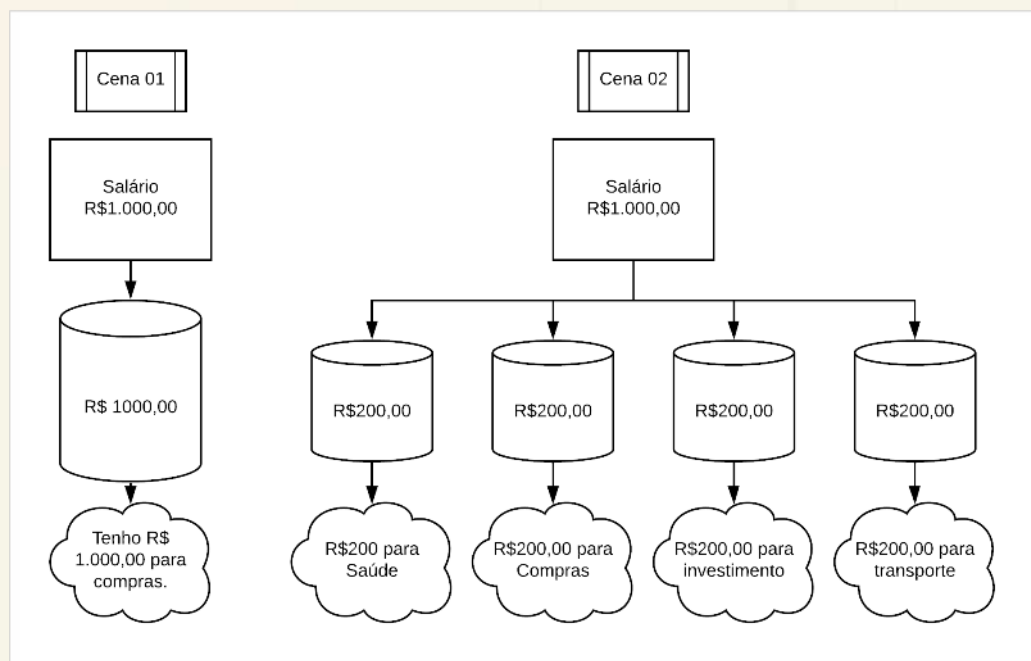 Cena 01
Salário
R$1.000,00
R$ 1000,00
Tenho R$
1.000,00 para
compras.
Cena 02
Salário
R$1.000,00
R$200,00
R$200,00
R$200,00
R$200,00
R$200 para
Saúde
R$200,00 para
Compras
R$200,00 para
investimento
R$200,00 para
transporte